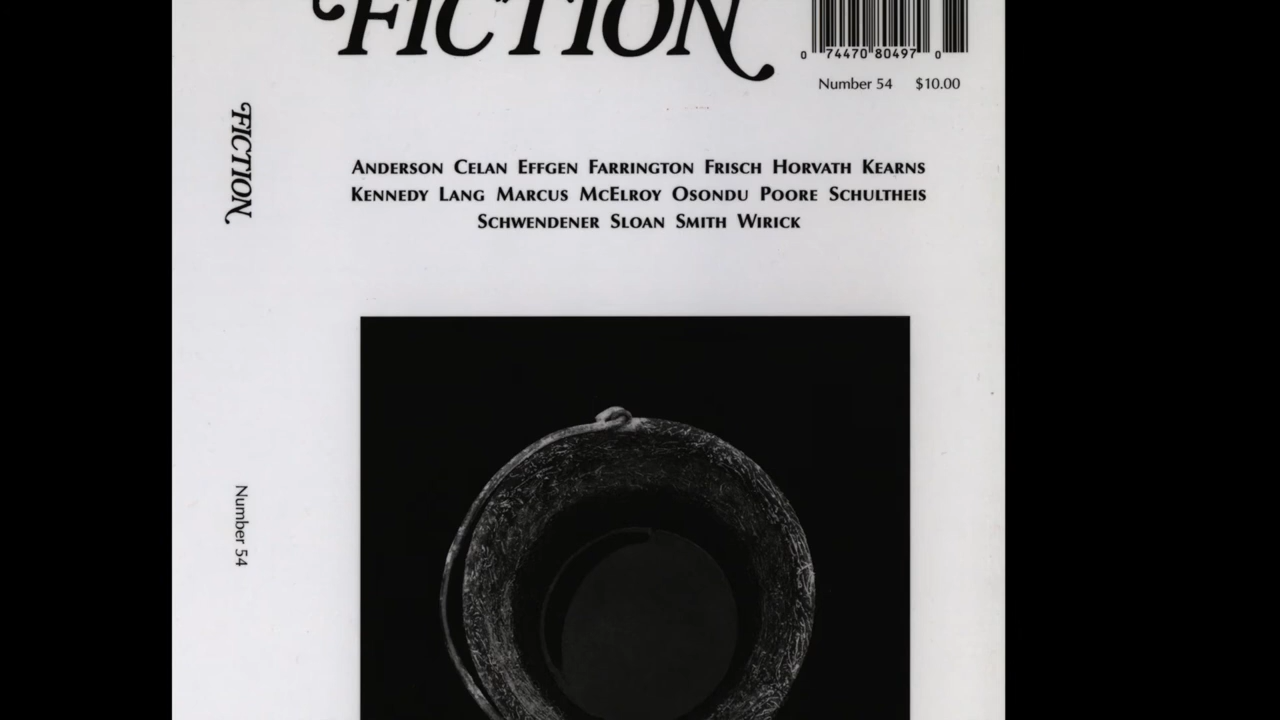 FICTION
0 74470 80497 0
Number 54 $10.00
FICTION
ANDERSON CELAN EFFGEN FARRINGTON FRISCH HORVATH KEARNS
KENNEDY LANG MARCUS MCELROY OSONDU POORE SCHULTHEIS
SCHWENDENER SLOAN SMITH WIRICK
Number 54